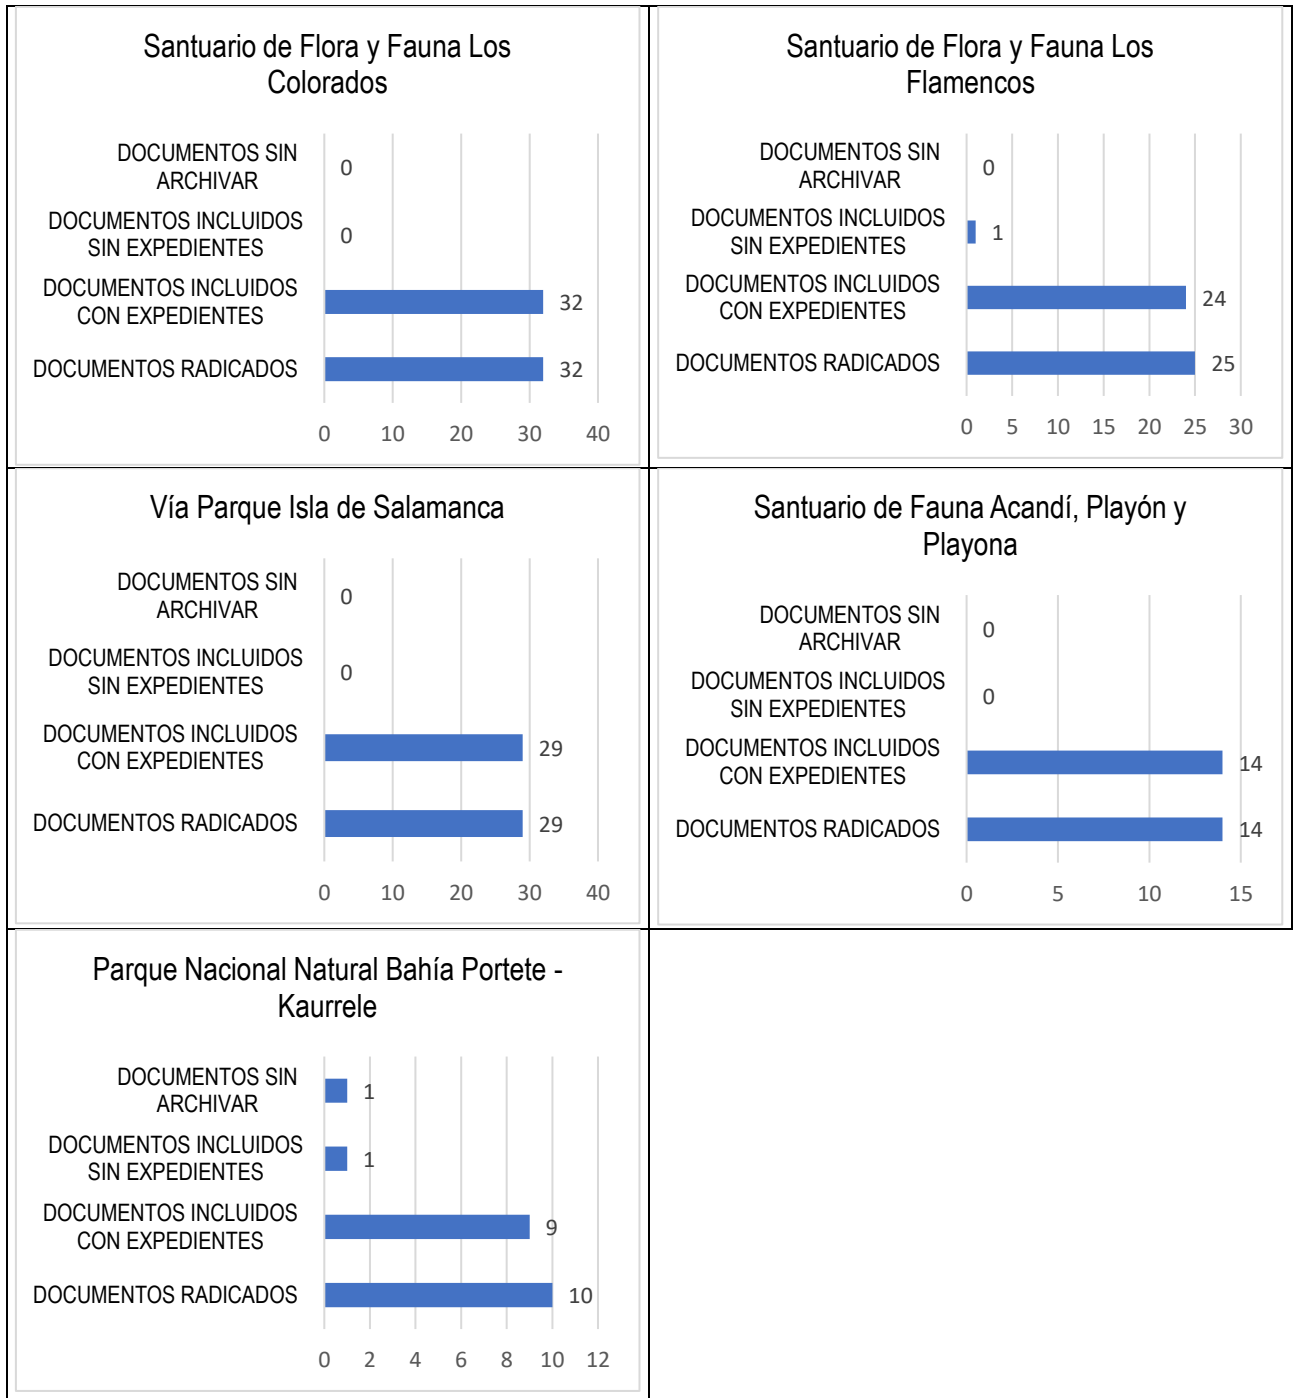 Santuario de Flora y Fauna Los
Colorados
DOCUMENTOS SIN
ARCHIVAR
0
DOCUMENTOS INCLUIDOS
SIN EXPEDIENTES
0
DOCUMENTOS INCLUIDOS
CON EXPEDIENTES
32
DOCUMENTOS RADICADOS
32
0 10 20 30 40
Santuario de Flora y Fauna Los
Flamencos
DOCUMENTOS SIN
ARCHIVAR
0
DOCUMENTOS INCLUIDOS
SIN EXPEDIENTES
1
DOCUMENTOS INCLUIDOS
CON EXPEDIENTES
24
DOCUMENTOS RADICADOS
25
0 5 10 15 20 25 30
Vía Parque Isla de Salamanca
DOCUMENTOS SIN
ARCHIVAR
0
DOCUMENTOS INCLUIDOS
SIN EXPEDIENTES
0
DOCUMENTOS INCLUIDOS
CON EXPEDIENTES
29
DOCUMENTOS RADICADOS
29
0 10 20 30 40
Santuario de Fauna Acandí, Playón y
Playona
DOCUMENTOS SIN
ARCHIVAR
0
DOCUMENTOS INCLUIDOS
SIN EXPEDIENTES
0
DOCUMENTOS INCLUIDOS
CON EXPEDIENTES
14
DOCUMENTOS RADICADOS
14
0 5 10 15
Parque Nacional Natural Bahía Portete -
Kaurrele
DOCUMENTOS SIN
ARCHIVAR
1
DOCUMENTOS INCLUIDOS
SIN EXPEDIENTES
1
DOCUMENTOS INCLUIDOS
CON EXPEDIENTES
9
DOCUMENTOS RADICADOS
10
0 2 4 6 8 10 12